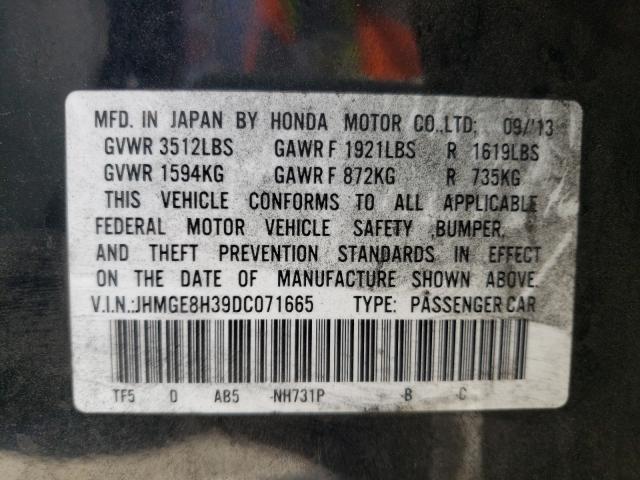 MFD. IN JAPAN BY HONDA MOTOR CO.,LTD; 09/'13
GVWR 3512LBS GAWR F 1921LBS R 1619LBS
GVWR 1594KG GAWR F 872KG R 735KG
THIS VEHICLE CONFORMS TO ALL APPLICABLE
FEDERAL MOTOR VEHICLE SAFETY ,BUMPER,
AND THEFT PREVENTION STANDARDS IN EFFECT
ON THE DATE OF MANUFACTURE SHOWN ABOVE.
V.I.N.:JHMGE8H39DC071665 TYPE: PASSENGER CAR
TF5 D AB5 -NH731P -B -C